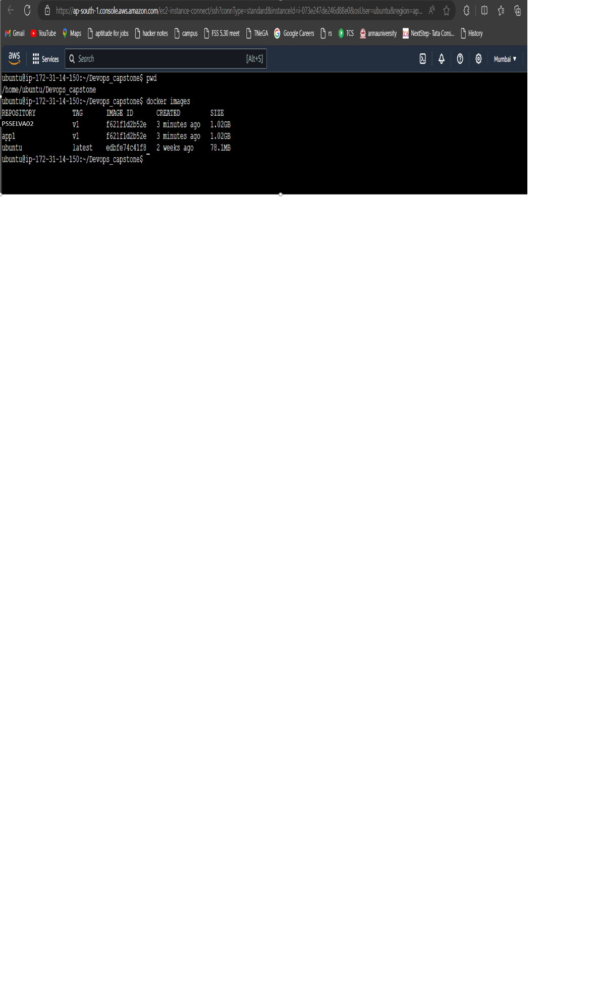 https://ap-south-1.console.aws.amazon.com/ec2-instance-connect/ssh?connType=standard&instanceId=i-073e247de246d88e0&osUser=ubuntu&region=ap...
Gmail YouTube Maps aptitude for jobs hacker notes campus FSS 5.30 meet TNeGA Google Careers rs TCS annauniversity NextStep- Tata Cons... History
aws Services Search [Alt+S] Mumbai ▼
ubuntu@ip-172-31-14-150:~/Devops_capstone$ pwd
/home/ubuntu/Devops_capstone
ubuntu@ip-172-31-14-150:~/Devops_capstone$ docker images
REPOSITORY TAG IMAGE ID CREATED SIZE
PSSELVA02 v1 f621f1d2b52e 3 minutes ago 1.02GB
app1 v1 f621f1d2b52e 3 minutes ago 1.02GB
ubuntu latest edbfe74c41f8 2 weeks ago 78.1MB
ubuntu@ip-172-31-14-150:~/Devops_capstone$